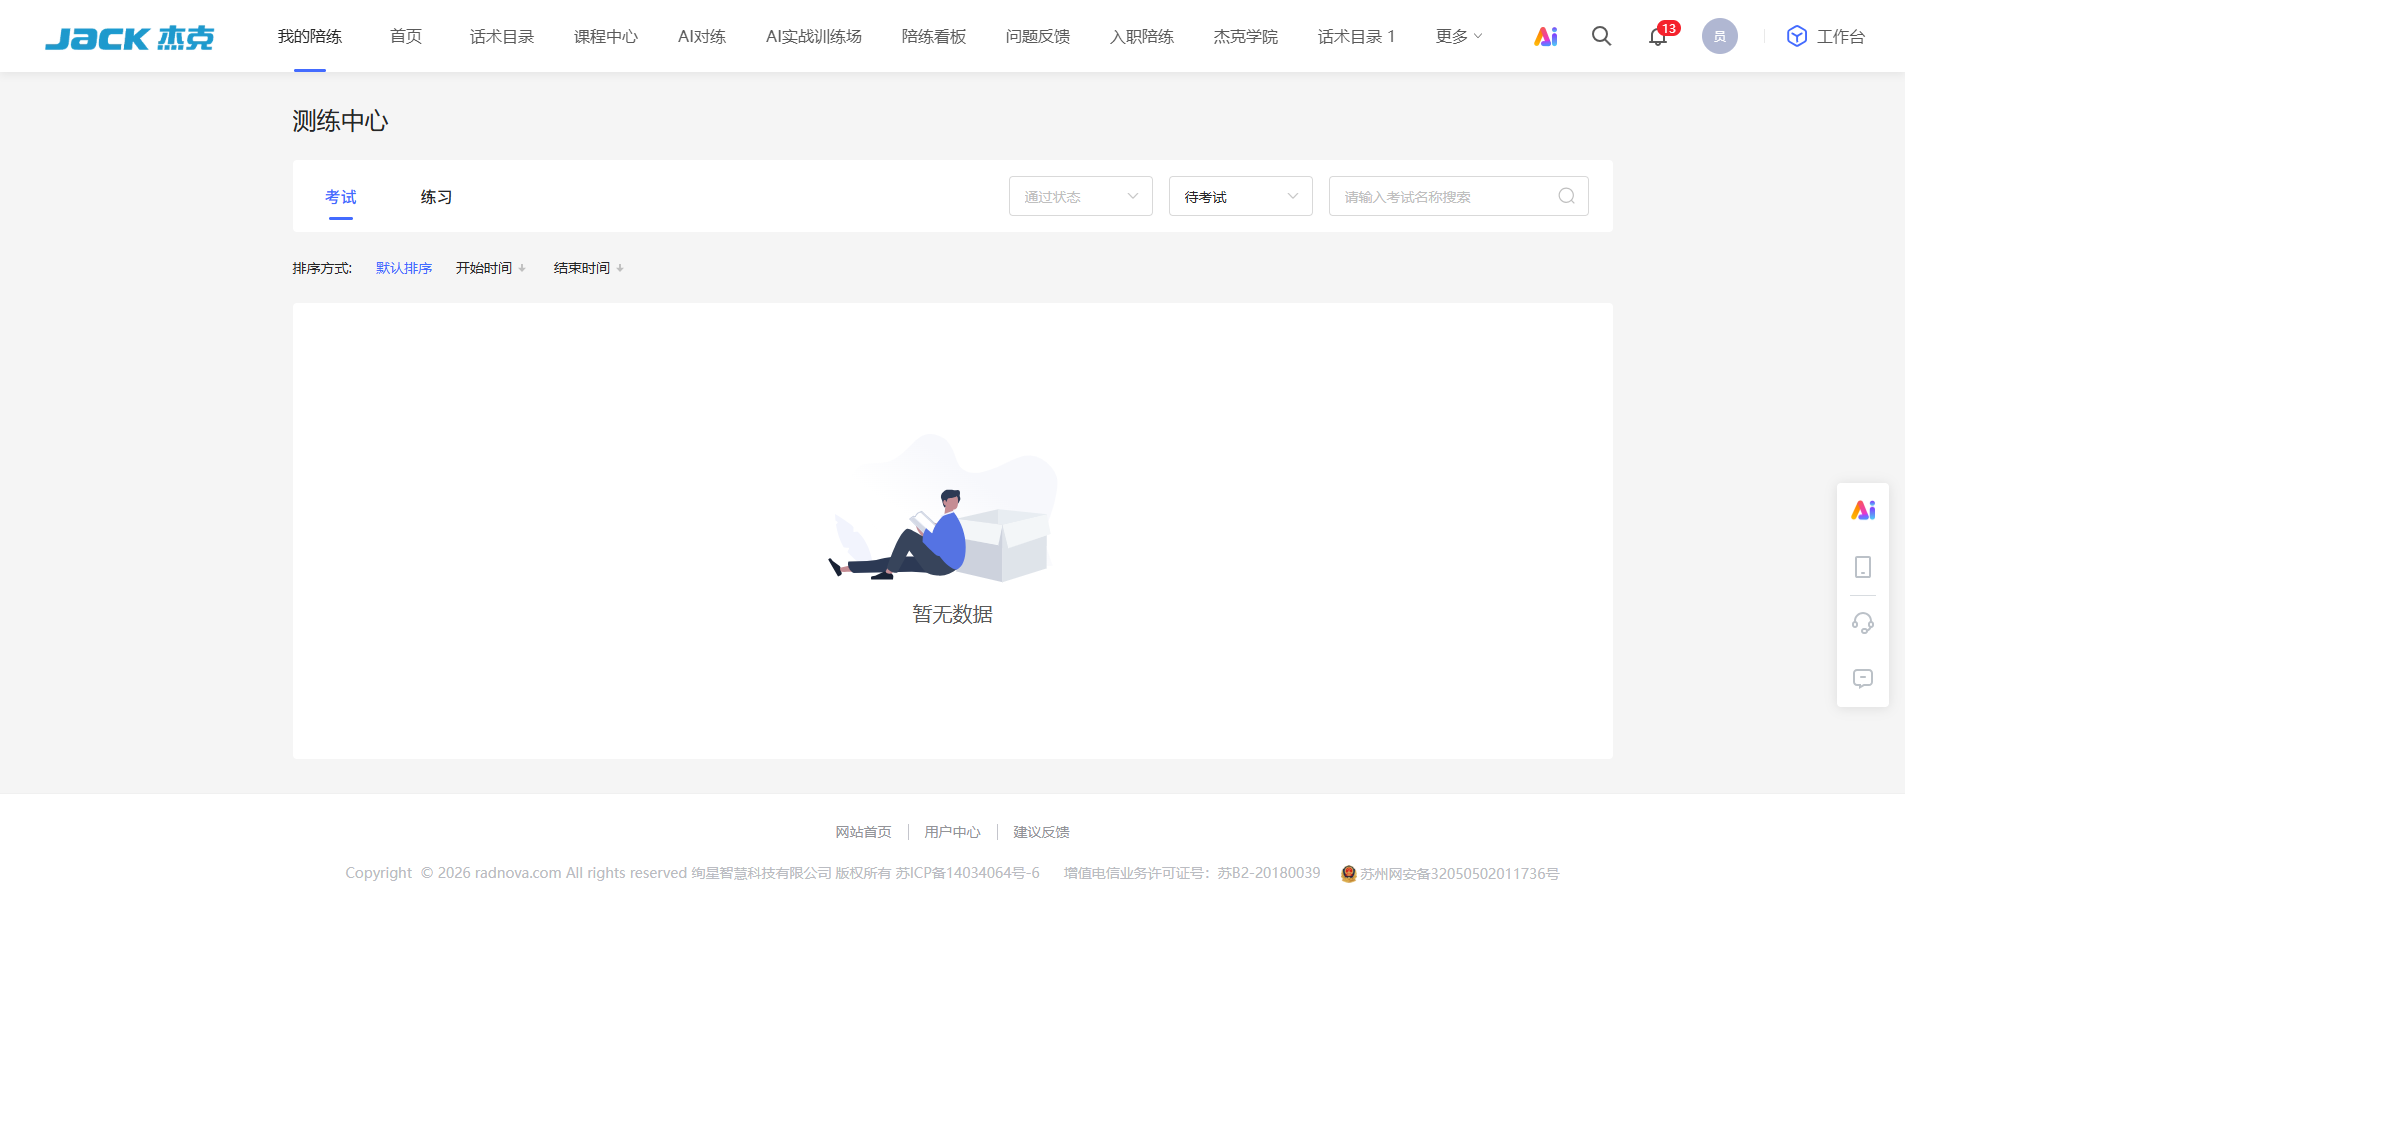 JACK 杰克 我的陪练 首页 话术目录 课程中心 AI对练 AI实战训练场 陪练看板 问题反馈 入职陪练 杰克学院 话术目录 1 更多 Ai 13 员 工作台
测练中心
考试 练习 通过状态 待考试 请输入考试名称搜索
排序方式: 默认排序 开始时间 结束时间
Ai
暂无数据
网站首页 用户中心 建议反馈
Copyright © 2026 radnova.com All rights reserved 绚星智慧科技有限公司 版权所有 苏ICP备14034064号-6 增值电信业务许可证号：苏B2-20180039 苏州网安备32050502011736号